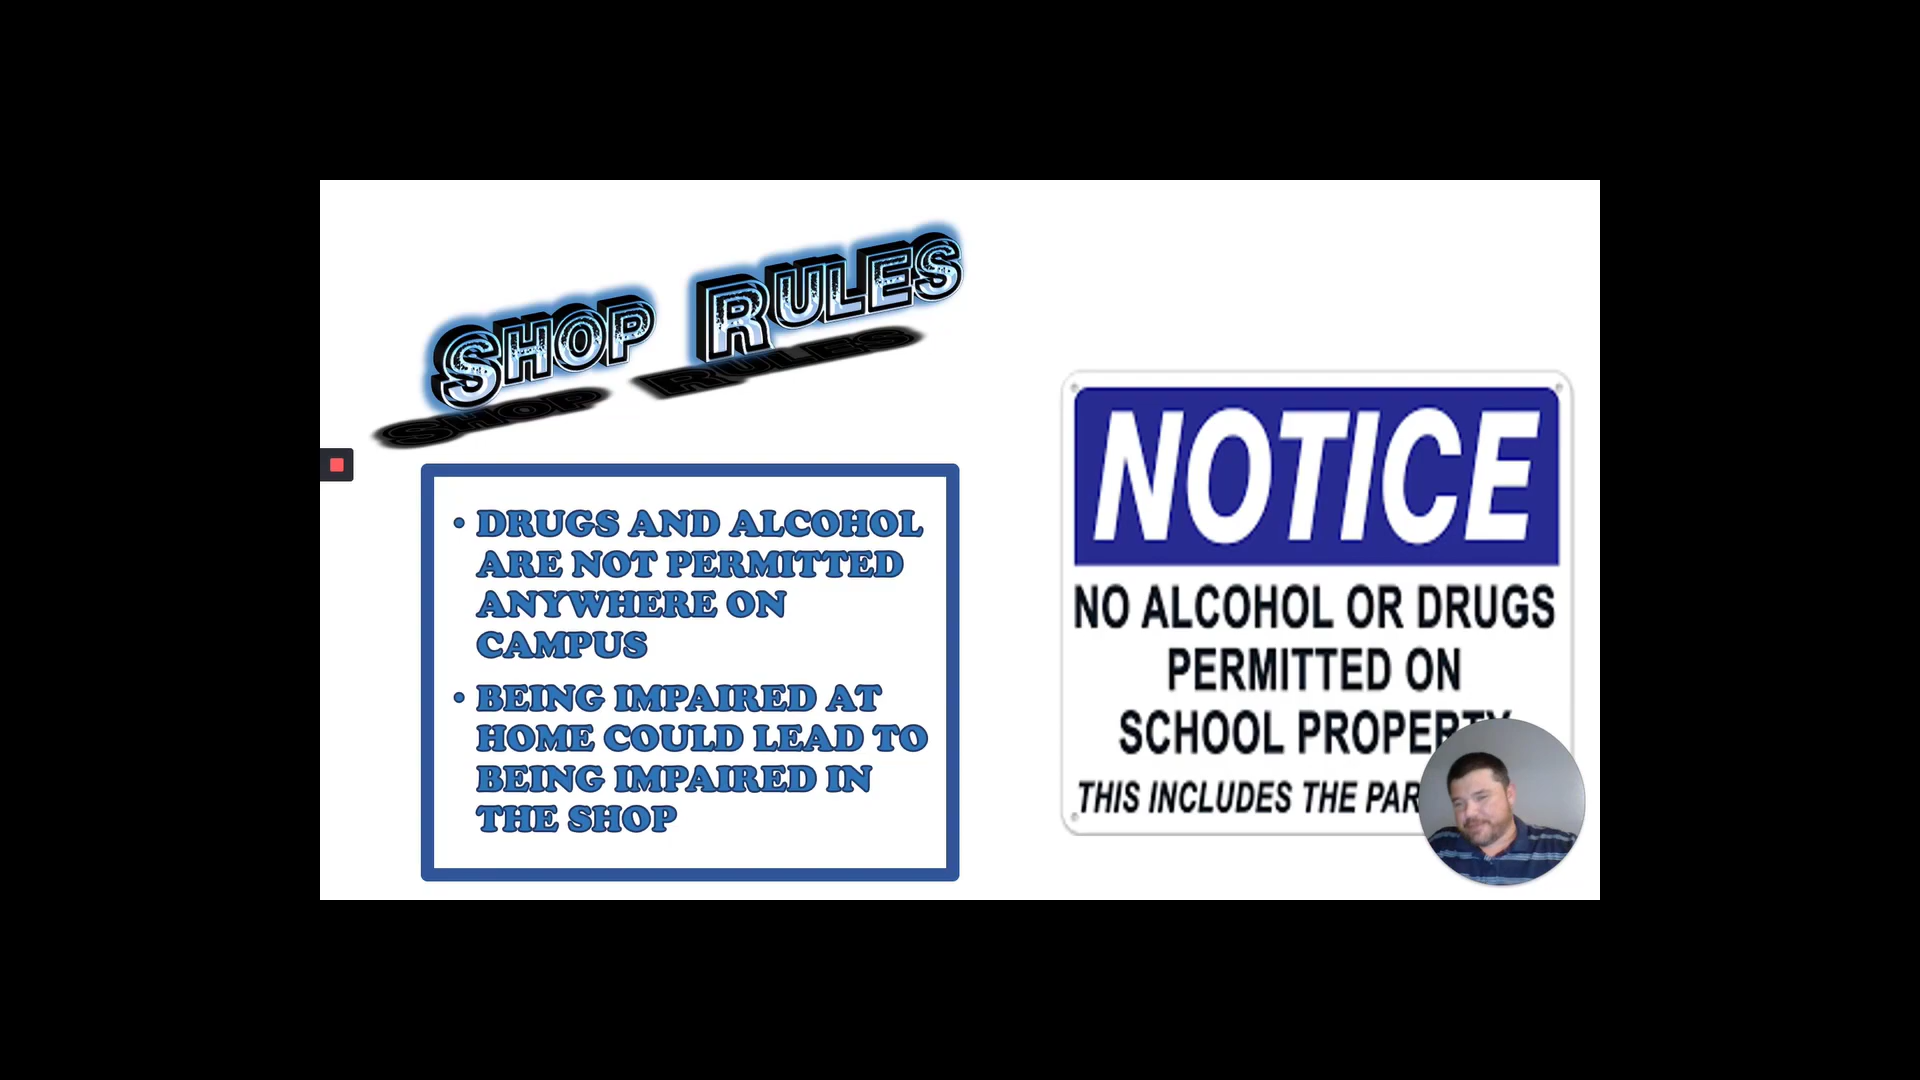 SHOP RULES
• DRUGS AND ALCOHOL
ARE NOT PERMITTED
ANYWHERE ON
CAMPUS
• BEING IMPAIRED AT
HOME COULD LEAD TO
BEING IMPAIRED IN
THE SHOP
NOTICE
NO ALCOHOL OR DRUGS
PERMITTED ON
SCHOOL PROPERTY
THIS INCLUDES THE